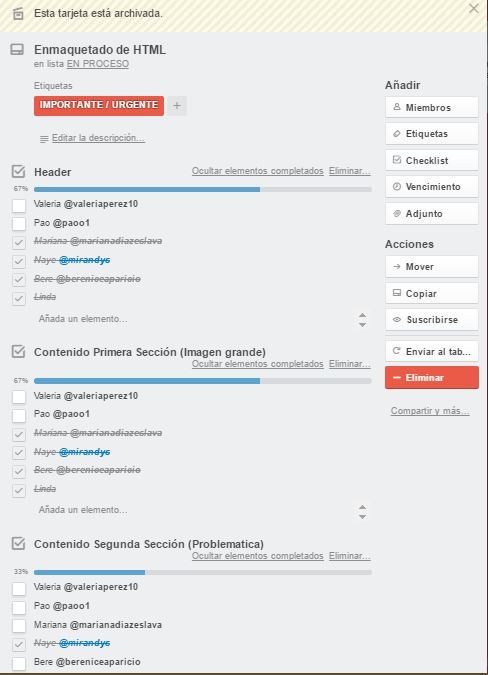 Esta tarjeta está archivada.
Enmaquetado de HTML
en lista EN PROCESO
Etiquetas
IMPORTANTE / URGENTE +
Editar la descripción...
Header Ocultar elementos completados Eliminar...
67%
Valeria @valeriaperez10
Pao @paoo1
Mariana @marianadiazeslava
Naye @mirandys
Bere @bereniceaparicio
Linda
Añada un elemento...
Contenido Primera Sección (Imagen grande)
Ocultar elementos completados Eliminar...
67%
Valeria @valeriaperez10
Pao @paoo1
Mariana @marianadiazeslava
Naye @mirandys
Bere @bereniceaparicio
Linda
Añada un elemento...
Contenido Segunda Sección (Problematica)
Ocultar elementos completados Eliminar...
33%
Valeria @valeriaperez10
Pao @paoo1
Mariana @marianadiazeslava
Naye @mirandys
Bere @bereniceaparicio
Añadir
Miembros
Etiquetas
Checklist
Vencimiento
Adjunto
Acciones
Mover
Copiar
Suscribirse
Enviar al tab...
Eliminar
Compartir y más...